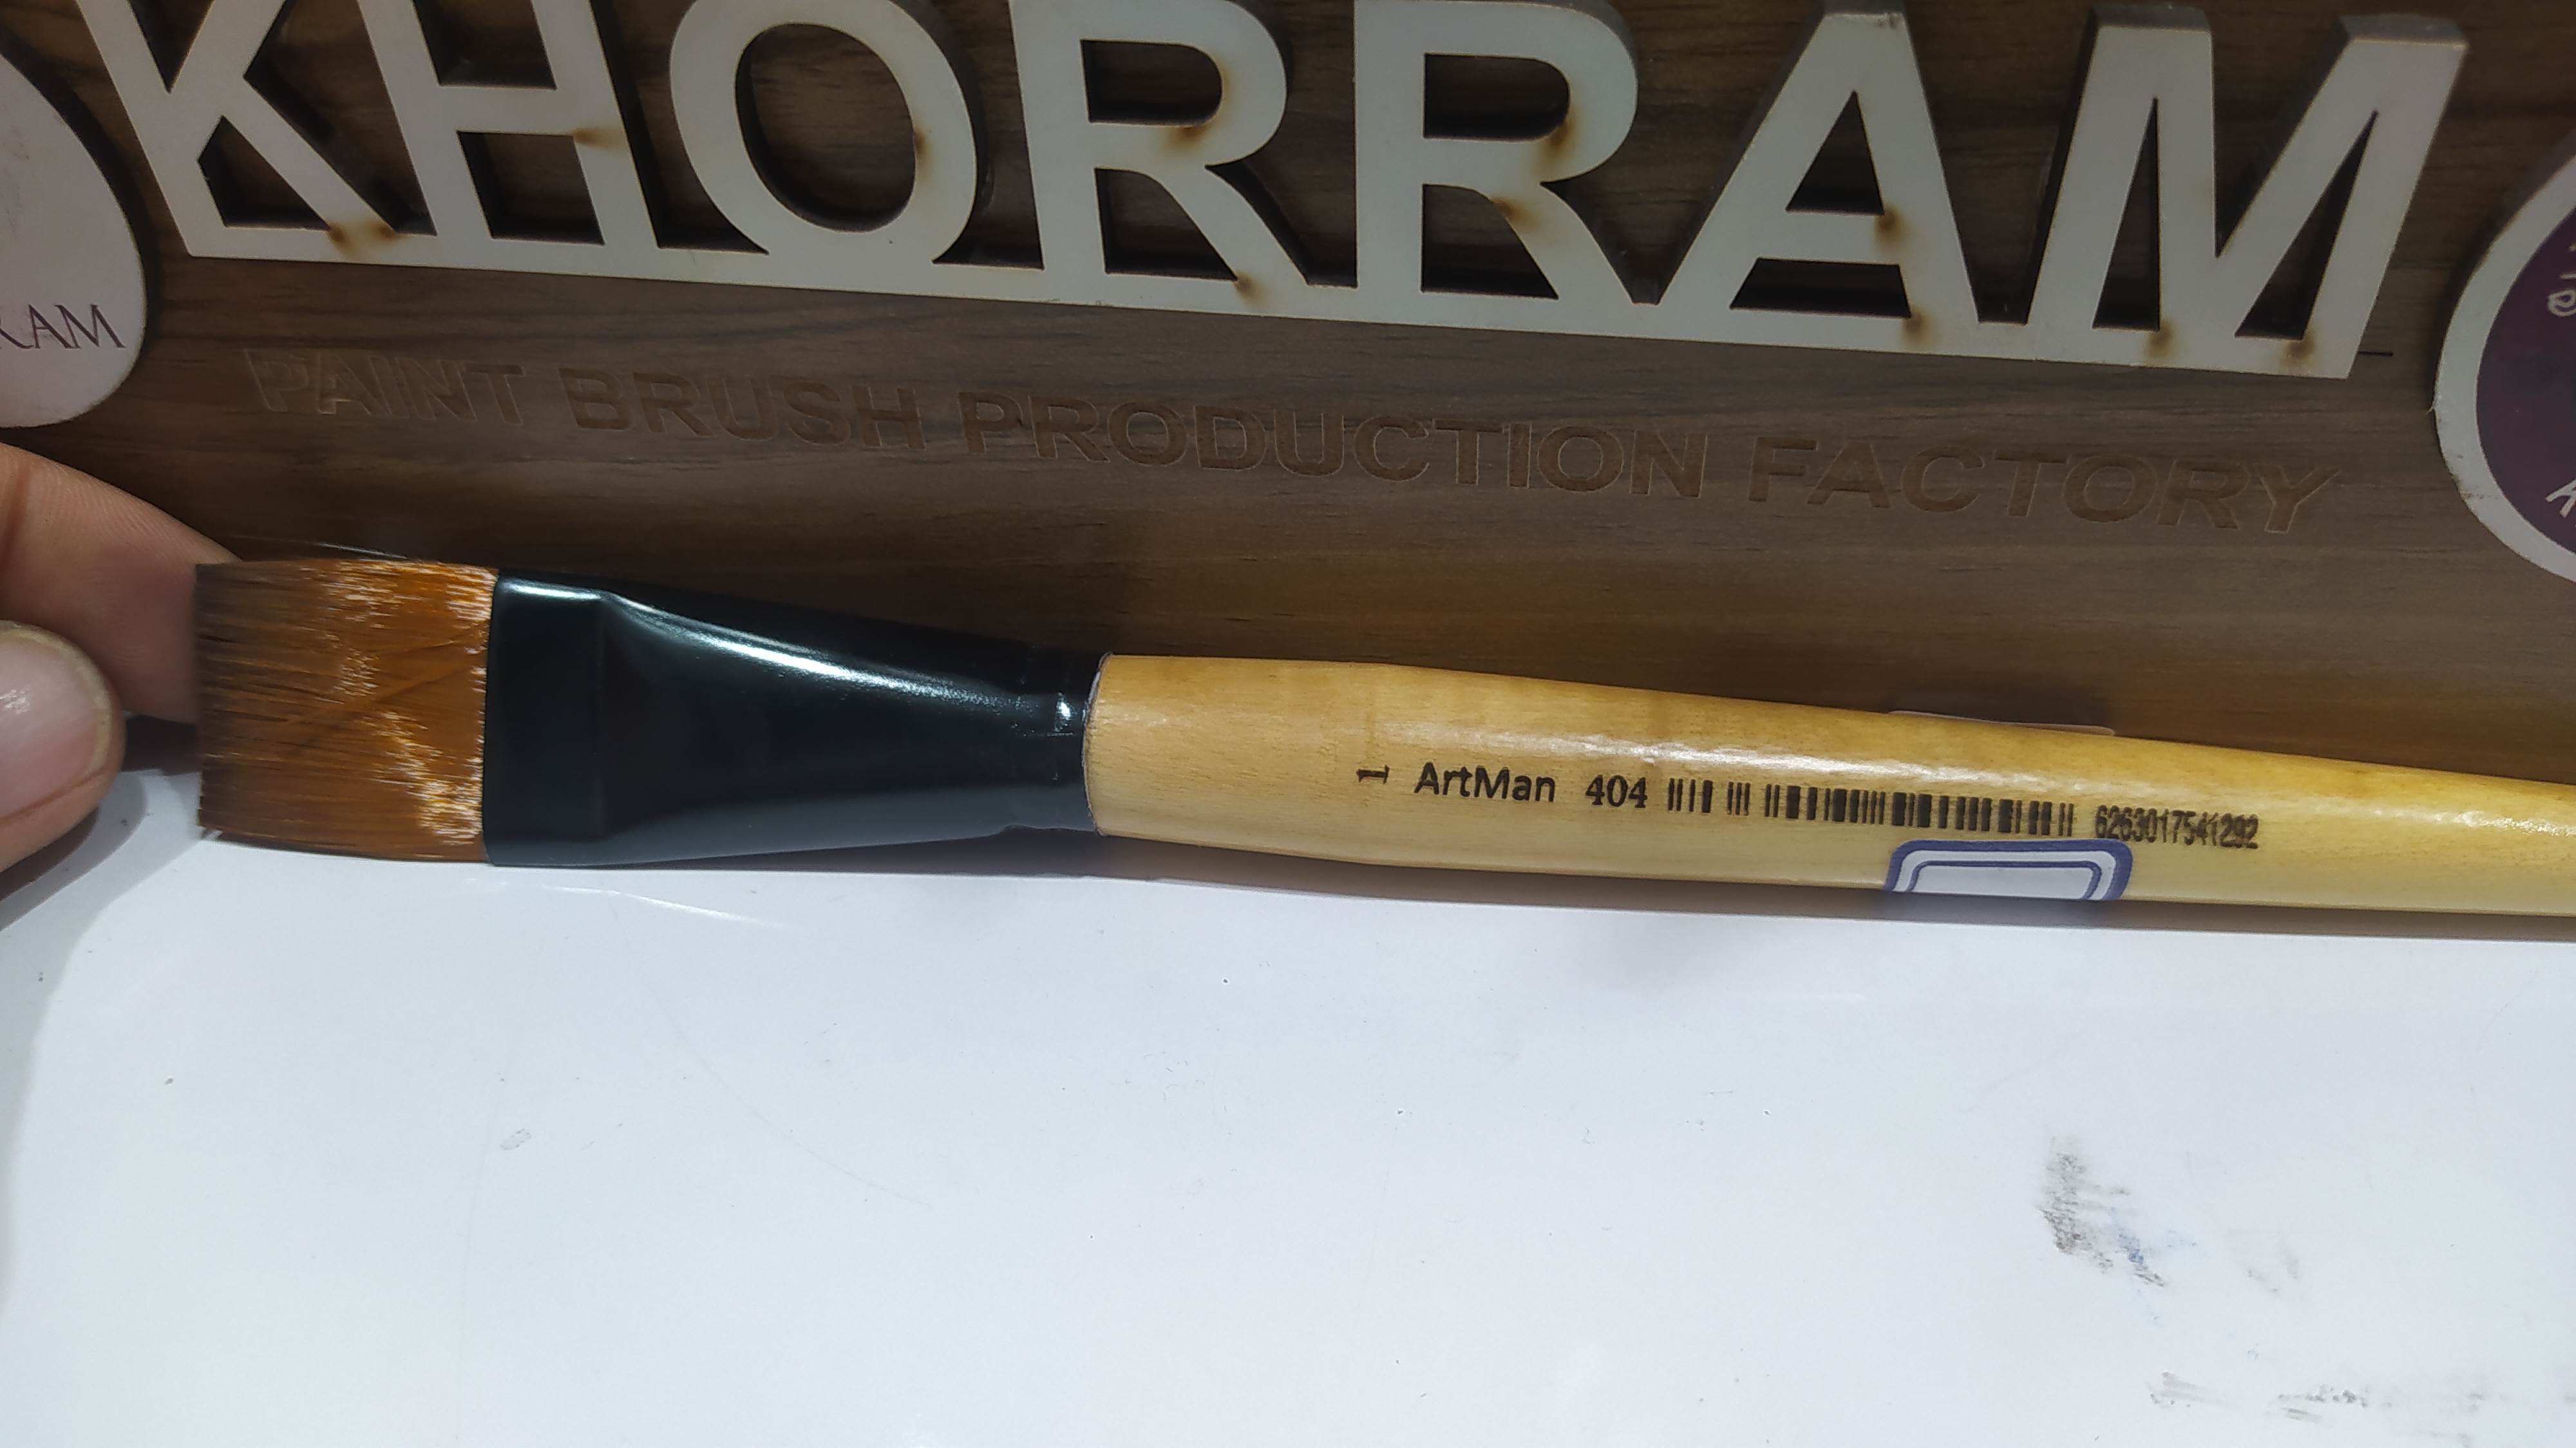 KHORRAM
RAM
PAINT BRUSH PRODUCTION FACTORY
1 ArtMan 404 6263017541292